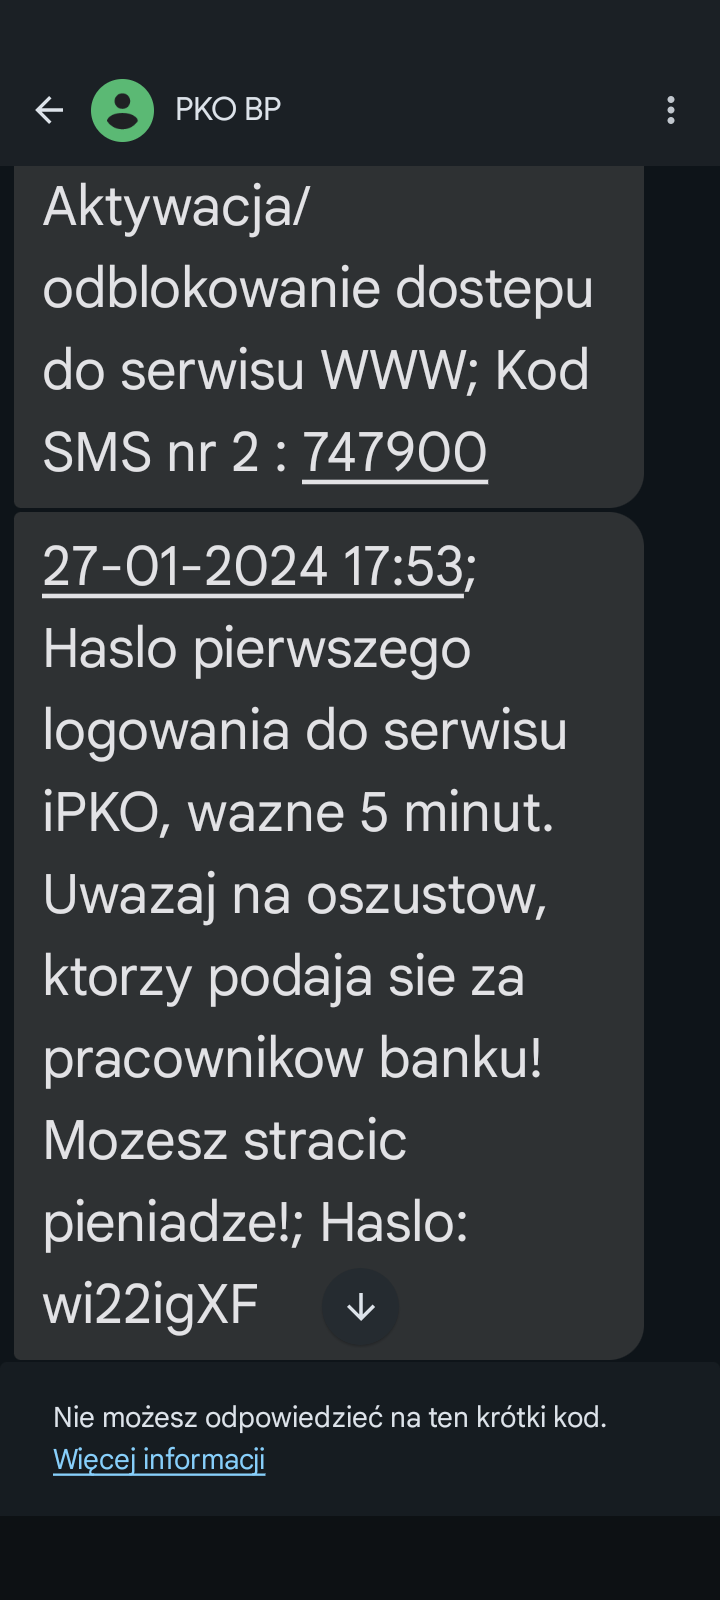 PKO BP
Aktywacja/
odblokowanie dostepu
do serwisu WWW; Kod
SMS nr 2 : 747900
27-01-2024 17:53;
Haslo pierwszego
logowania do serwisu
iPKO, wazne 5 minut.
Uwazaj na oszustow,
ktorzy podaja sie za
pracownikow banku!
Mozesz stracic
pieniadze!; Haslo:
wi22igXF
Nie możesz odpowiedzieć na ten krótki kod.
Więcej informacji